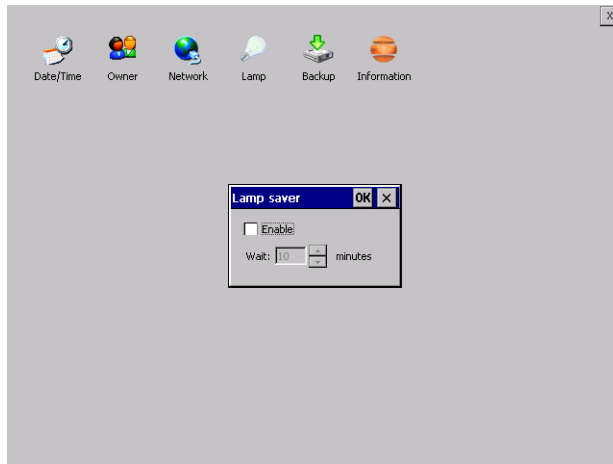 X
Date/Time Owner Network Lamp Backup Information
Lamp saver OK ×
Enable
Wait: 10 minutes